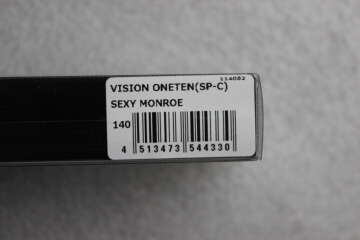 114082
VISION ONETEN(SP-C)
SEXY MONROE
140
4 513473 544330